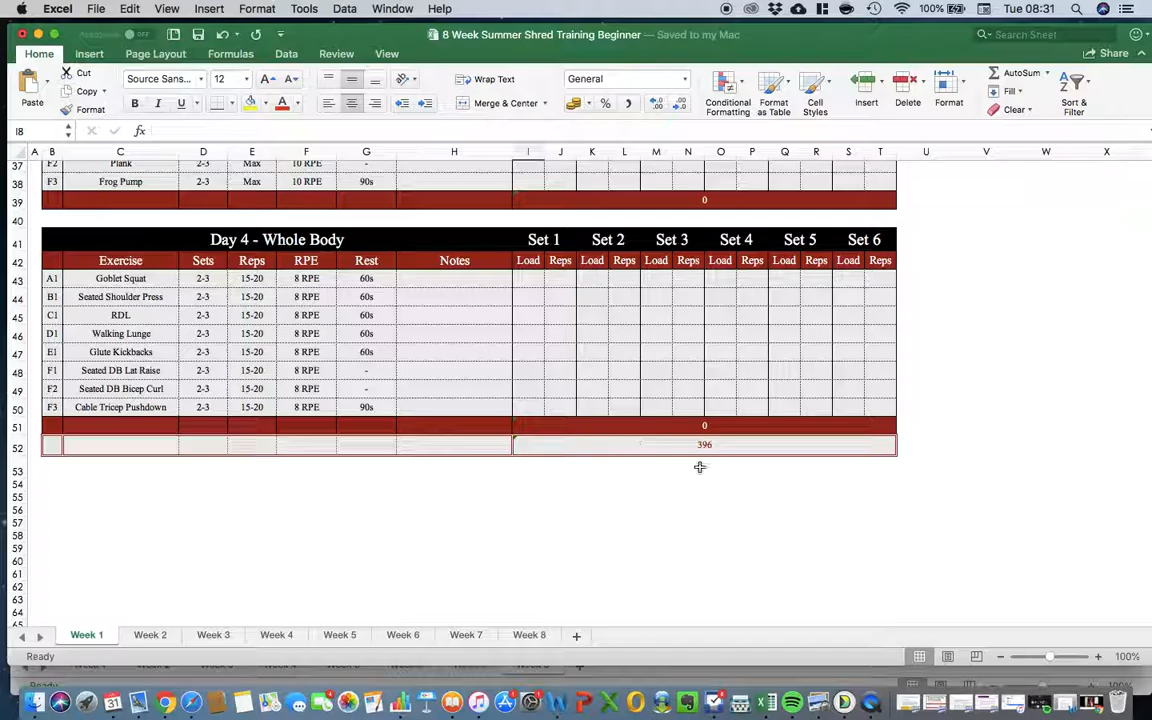 Excel File Edit View Insert Format Tools Data Window Help 100% Tue 08:31
AutoSave OFF 8 Week Summer Shred Training Beginner — Saved to my Mac Search Sheet
Home Insert Page Layout Formulas Data Review View Share
Paste Cut Copy Format Source Sans... 12 A A Wrap Text General Conditional Formatting Format as Table Cell Styles Insert Delete Format AutoSum Fill Clear Sort & Filter
B I U A Merge & Center % )
I8 fx
A B C D E F G H I J K L M N O P Q R S T U V W X
37 F2 Plank 2-3 Max 10 RPE -
38 F3 Frog Pump 2-3 Max 10 RPE 90s
39 0
40
41 Day 4 - Whole Body Set 1 Set 2 Set 3 Set 4 Set 5 Set 6
42 Exercise Sets Reps RPE Rest Notes Load Reps Load Reps Load Reps Load Reps Load Reps Load Reps
43 A1 Goblet Squat 2-3 15-20 8 RPE 60s
44 B1 Seated Shoulder Press 2-3 15-20 8 RPE 60s
45 C1 RDL 2-3 15-20 8 RPE 60s
46 D1 Walking Lunge 2-3 15-20 8 RPE 60s
47 E1 Glute Kickbacks 2-3 15-20 8 RPE 60s
48 F1 Seated DB Lat Raise 2-3 15-20 8 RPE -
49 F2 Seated DB Bicep Curl 2-3 15-20 8 RPE -
50 F3 Cable Tricep Pushdown 2-3 15-20 8 RPE 90s
51 0
52 396
53
54
55
56
57
58
59
60
61
62
63
64
65
Week 1 Week 2 Week 3 Week 4 Week 5 Week 6 Week 7 Week 8 +
Ready 100%